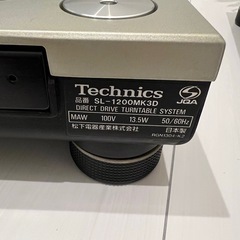 Technics
品番 SL-1200MK3D
JQA
DIRECT DRIVE TURNTABLE SYSTEM
MAW 100V 13.5W 50/60Hz
松下電器産業株式会社 日本製